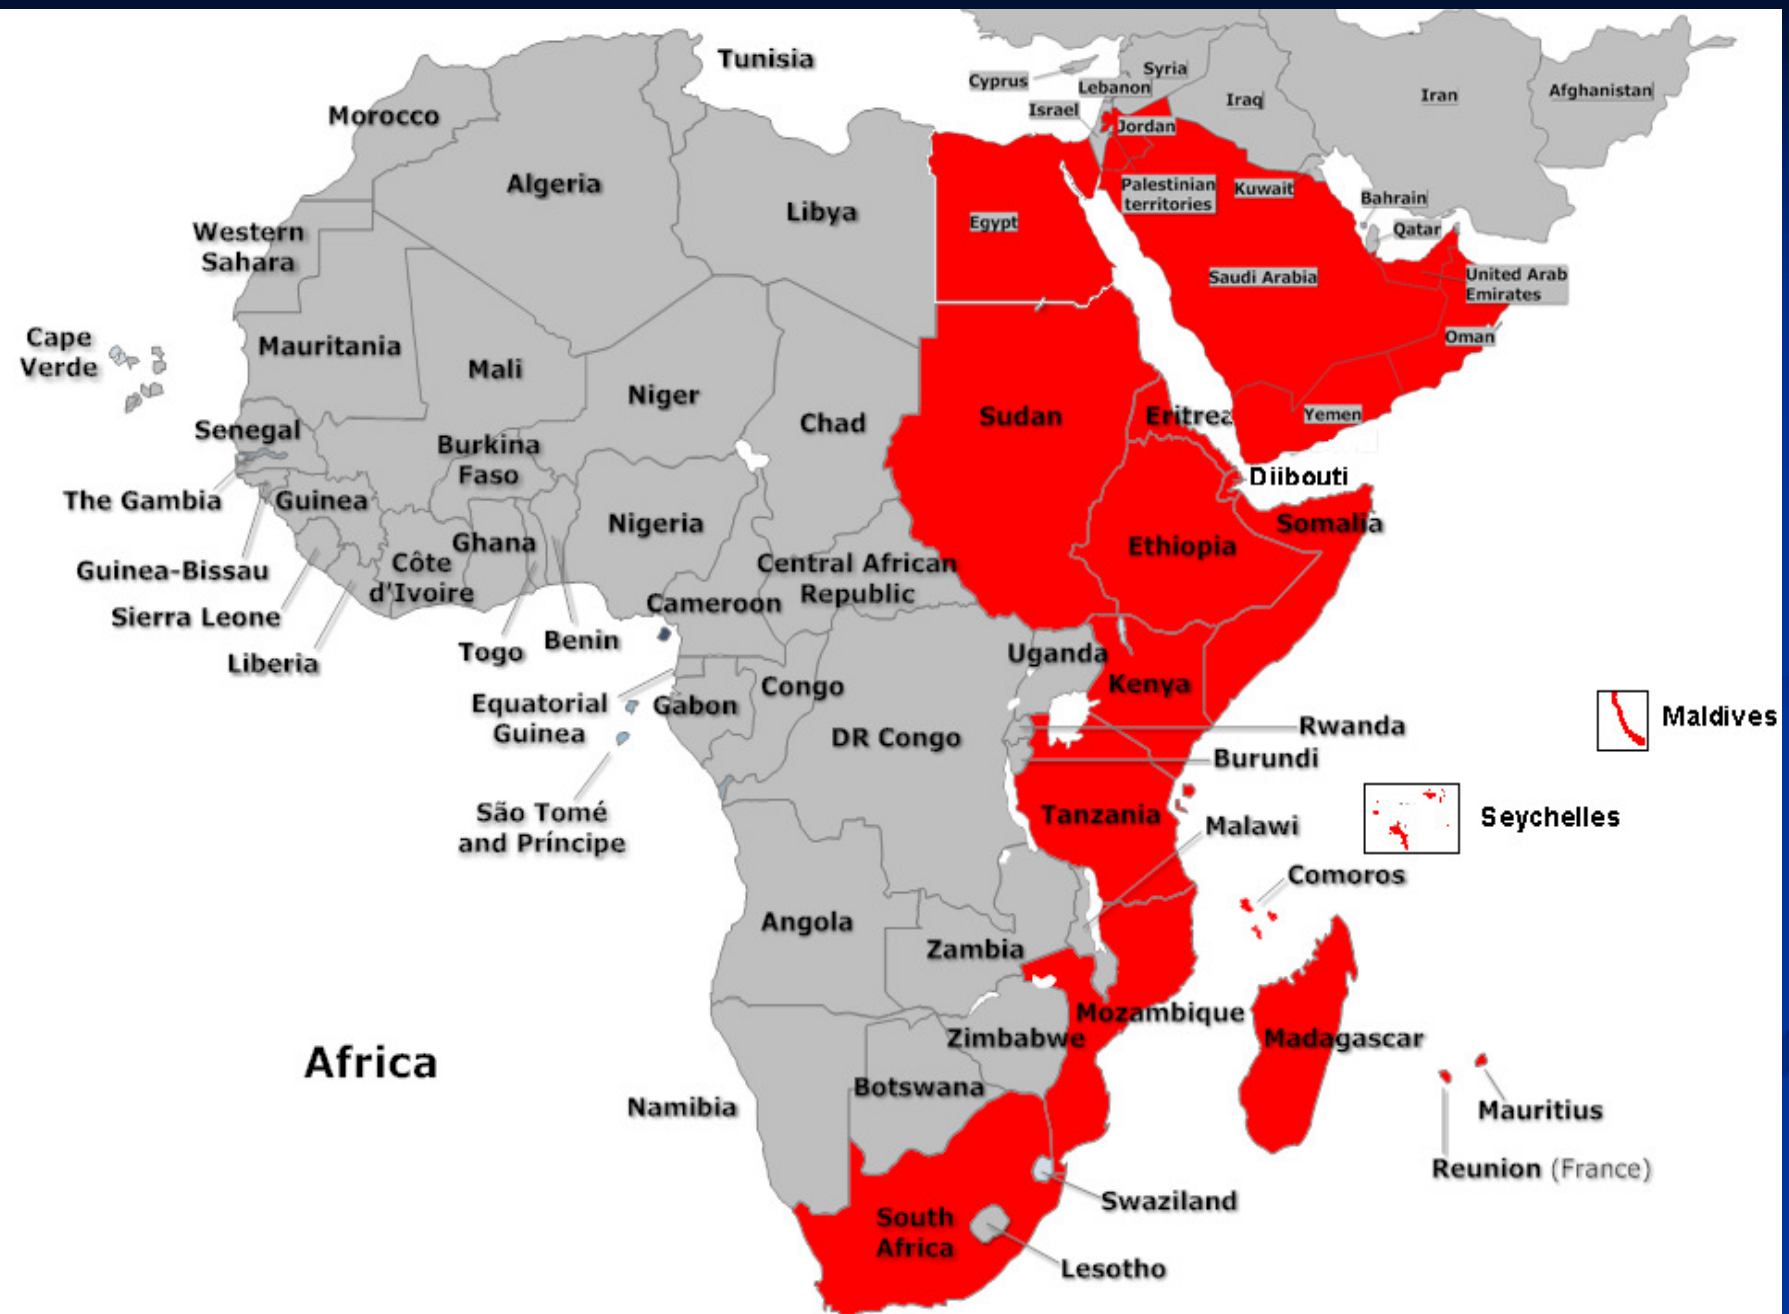 Tunisia
Cyprus
Syria
Lebanon
Iraq
Iran
Afghanistan
Israel
Morocco
Jordan
Algeria
Palestinian
territories
Kuwait
Bahrain
Libya
Egypt
Qatar
Western
Sahara
Saudi Arabia
United Arab
Emirates
Cape
Verde
Mauritania
Oman
Mali
Niger
Chad
Sudan
Eritrea
Yemen
Senegal
Burkina
Faso
Diibouti
The Gambia
Guinea
Nigeria
Somalia
Ghana
Ethiopia
Guinea-Bissau
Côte
d'Ivoire
Central African
Republic
Sierra Leone
Cameroon
Togo
Benin
Liberia
Uganda
Congo
Kenya
Equatorial
Guinea
Gabon
DR Congo
Rwanda
Maldives
Burundi
São Tomé
and Príncipe
Tanzania
Malawi
Seychelles
Comoros
Angola
Zambia
Mozambique
Zimbabwe
Madagascar
Africa
Botswana
Namibia
Mauritius
Reunion (France)
Swaziland
South
Africa
Lesotho